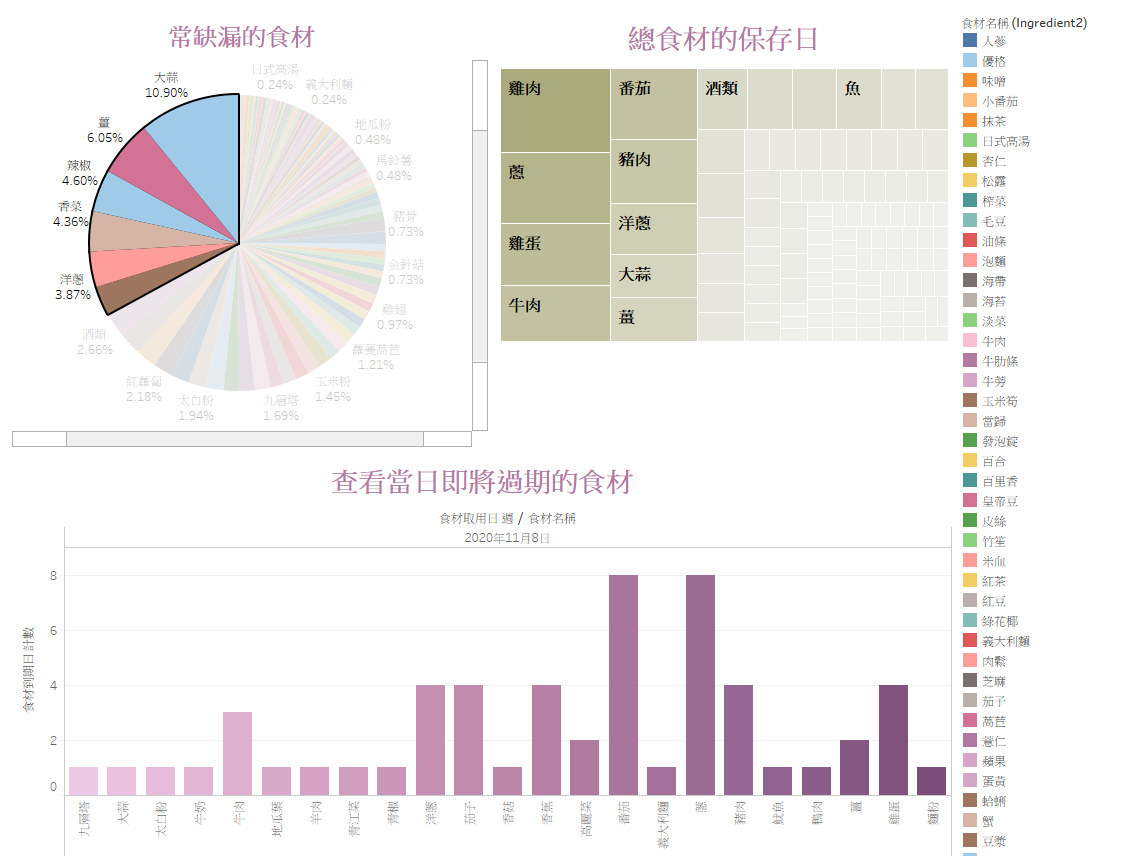 常缺漏的食材
大蒜
10.90%
薑
6.05%
辣椒
4.60%
香菜
4.36%
洋蔥
3.87%
酒類
2.66%
紅蘿蔔
2.18%
太白粉
1.94%
九層塔
1.69%
玉米粉
1.45%
蘿蔓萵苣
1.21%
雞翅
0.97%
金針菇
0.73%
豬骨
0.73%
馬鈴薯
0.48%
地瓜粉
0.48%
義大利麵
0.24%
日式高湯
0.24%
總食材的保存日
雞肉
蔥
雞蛋
牛肉
番茄
豬肉
洋蔥
大蒜
薑
酒類
魚
查看當日即將過期的食材
食材取用日 週 / 食材名稱
2020年11月8日
食材到期日 計數
8
6
4
2
0
九層塔
大蒜
太白粉
牛奶
牛肉
地瓜葉
羊肉
青江菜
青椒
洋蔥
茄子
香菇
香蕉
高麗菜
番茄
義大利麵
蔥
豬肉
魷魚
鴨肉
薑
雞蛋
麵粉
食材名稱 (Ingredient2)
人蔘
優格
味噌
小番茄
抹茶
日式高湯
杏仁
松露
榨菜
毛豆
油條
泡麵
海帶
海苔
淡菜
牛肉
牛肋條
牛蒡
玉米筍
當歸
發泡錠
百合
百里香
皇帝豆
皮絲
竹笙
米血
紅茶
紅豆
綠花椰
義大利麵
肉鬆
芝麻
茄子
萵苣
薏仁
蘋果
蛋黃
蛤蜊
蟹
豆漿